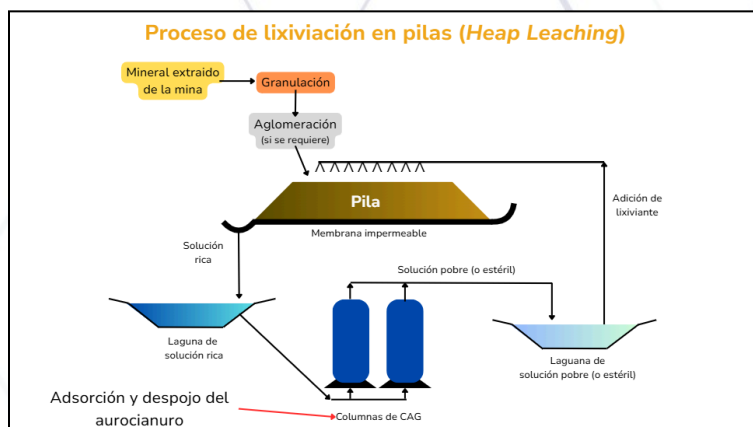 Proceso de lixiviación en pilas (Heap Leaching)
Mineral extraido
de la mina
Granulación
Aglomeración
(si se requiere)
Pila
Membrana impermeable
Adición de
lixiviante
Solución
rica
Solución pobre (o estéril)
Laguna de
solución rica
Laguana de
solución pobre (o estéril)
Adsorción y despojo del
aurocianuro
Columnas de CAG